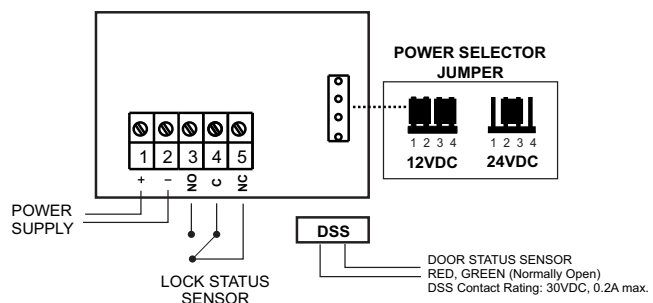 POWER SELECTOR
JUMPER
1 2 3 4
12VDC
1 2 3 4
24VDC
1 2 3 4 5
+ – NO C NC
POWER
SUPPLY
LOCK STATUS
SENSOR
DSS
DOOR STATUS SENSOR
RED, GREEN (Normally Open)
DSS Contact Rating: 30VDC, 0.2A max.